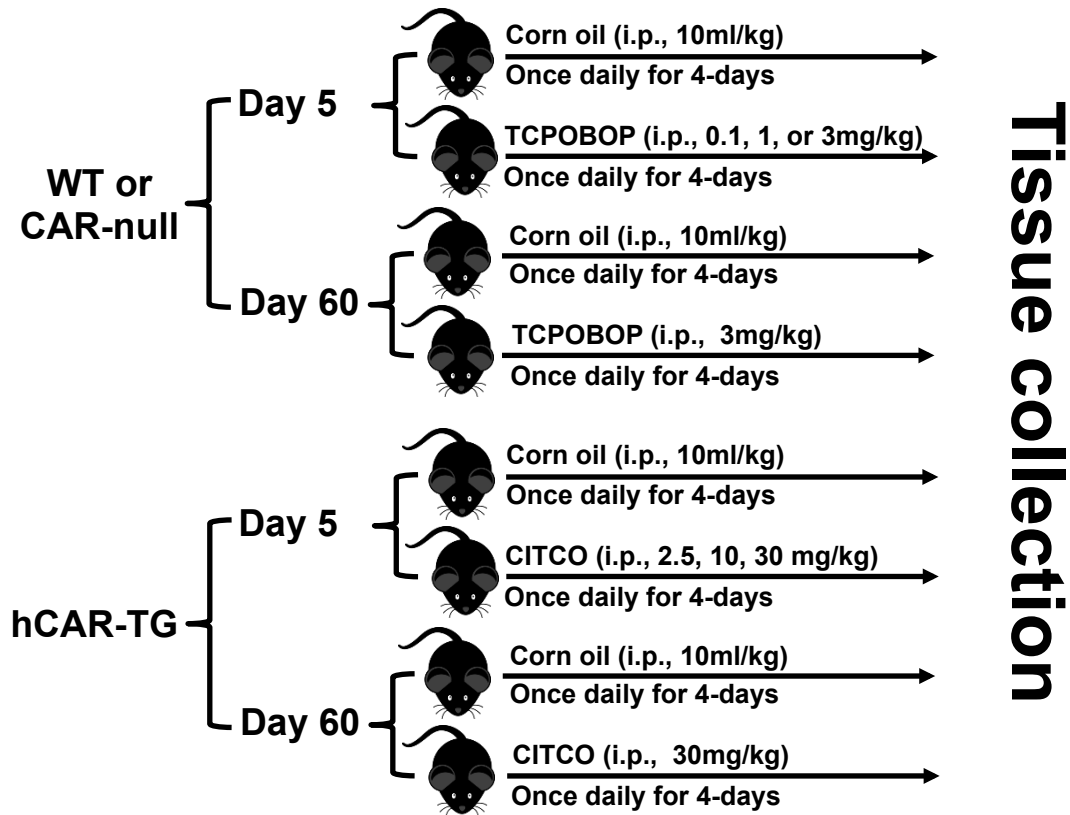 Corn oil (i.p., 10ml/kg)
Once daily for 4-days
Day 5
TCPOBOP (i.p., 0.1, 1, or 3mg/kg)
Once daily for 4-days
WT or
CAR-null
Corn oil (i.p., 10ml/kg)
Once daily for 4-days
Day 60
TCPOBOP (i.p., 3mg/kg)
Once daily for 4-days
Corn oil (i.p., 10ml/kg)
Once daily for 4-days
Day 5
CITCO (i.p., 2.5, 10, 30 mg/kg)
Once daily for 4-days
hCAR-TG
Corn oil (i.p., 10ml/kg)
Once daily for 4-days
Day 60
CITCO (i.p., 30mg/kg)
Once daily for 4-days
Tissue collection